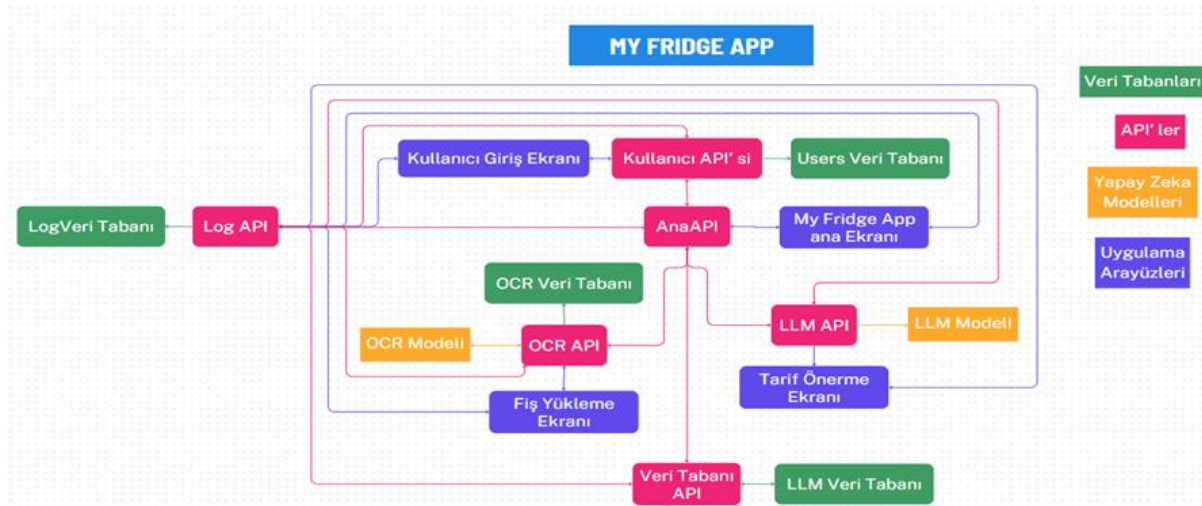 MY FRIDGE APP
Veri Tabanları
API' ler
Yapay Zeka
Modelleri
Uygulama
Arayüzleri
Kullanıcı Giriş Ekranı
Kullanıcı API' si
Users Veri Tabanı
LogVeri Tabanı
Log API
AnaAPI
My Fridge App
ana Ekranı
OCR Veri Tabanı
OCR Modeli
OCR API
LLM API
LLM Modeli
Fiş Yükleme
Ekranı
Tarif Önerme
Ekranı
Veri Tabanı
API
LLM Veri Tabanı